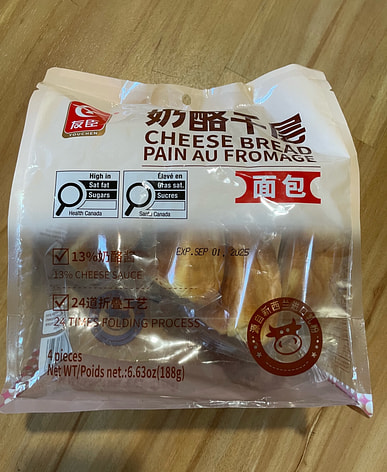 友臣
YOUCHEN
奶酪千层
CHEESE BREAD
PAIN AU FROMAGE
面包
High in
Sat fat
Sugars
Health Canada
Élevé en
Gras sat.
Sucres
Santé Canada
13%奶酪酱
13% CHEESE SAUCE
EXP.SEP 01, 2025
24道折叠工艺
24 TIMES FOLDING PROCESS
4 pieces
Net WT/Poids net.:6.63oz(188g)